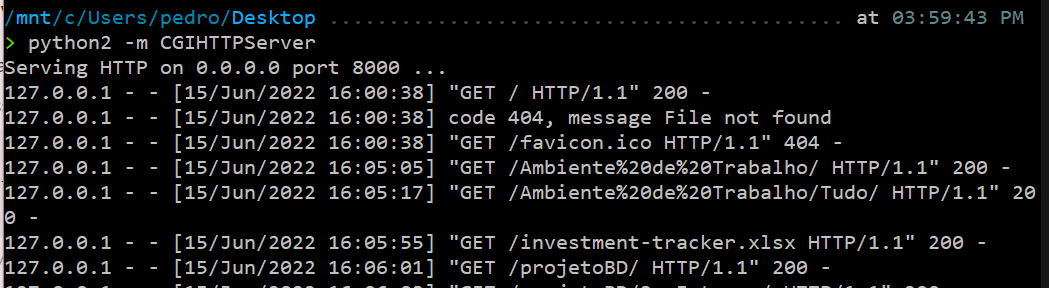 /mnt/c/Users/pedro/Desktop ........................................... at 03:59:43 PM
> python2 -m CGIHTTPServer
Serving HTTP on 0.0.0.0 port 8000 ...
127.0.0.1 - - [15/Jun/2022 16:00:38] "GET / HTTP/1.1" 200 -
127.0.0.1 - - [15/Jun/2022 16:00:38] code 404, message File not found
127.0.0.1 - - [15/Jun/2022 16:00:38] "GET /favicon.ico HTTP/1.1" 404 -
127.0.0.1 - - [15/Jun/2022 16:05:05] "GET /Ambiente%20de%20Trabalho/ HTTP/1.1" 200 -
127.0.0.1 - - [15/Jun/2022 16:05:17] "GET /Ambiente%20de%20Trabalho/Tudo/ HTTP/1.1" 20
0 -
127.0.0.1 - - [15/Jun/2022 16:05:55] "GET /investment-tracker.xlsx HTTP/1.1" 200 -
127.0.0.1 - - [15/Jun/2022 16:06:01] "GET /projetoBD/ HTTP/1.1" 200 -